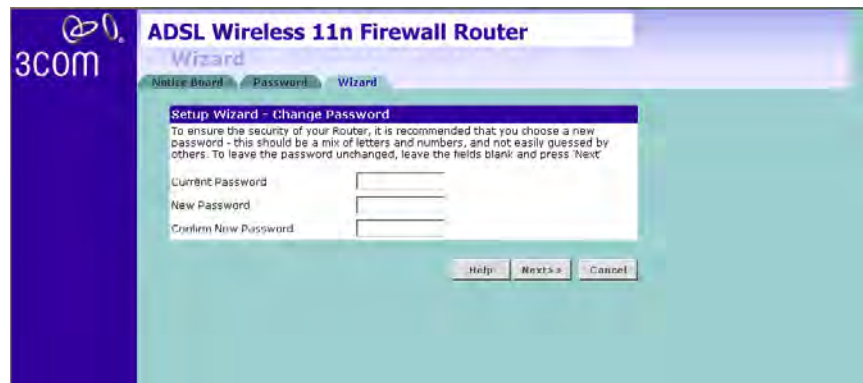 3COM
ADSL Wireless 11n Firewall Router
Wizard
Notice Board
Password
Wizard
Setup Wizard - Change Password
To ensure the security of your Router, it is recommended that you choose a new
password - this should be a mix of letters and numbers, and not easily guessed by
others. To leave the password unchanged, leave the fields blank and press 'Next'
Current Password
New Password
Confirm New Password
Help
Next>>
Cancel